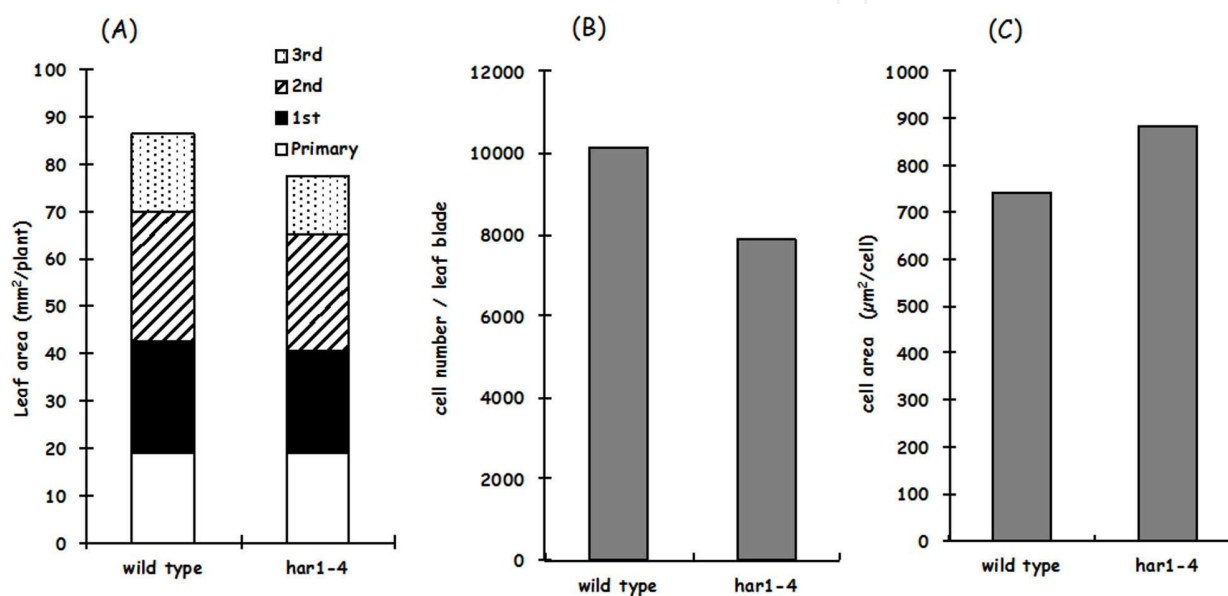 (A)
3rd
2nd
1st
Primary
Leaf area (mm²/plant)
100
90
80
70
60
50
40
30
20
10
0
wild type
har1-4
(B)
cell number / leaf blade
12000
10000
8000
6000
4000
2000
0
wild type
har1-4
(C)
cell area (µm²/cell)
1000
900
800
700
600
500
400
300
200
100
0
wild type
har1-4